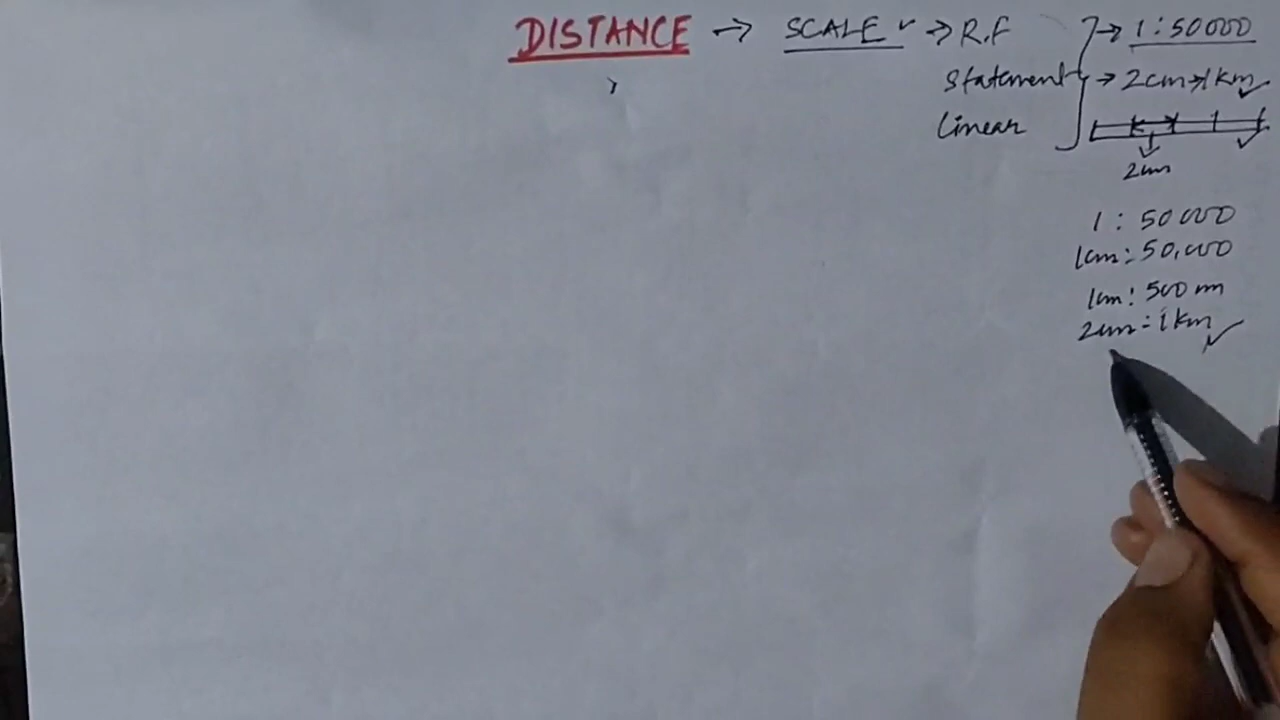 DISTANCE → SCALE ✓ → R.F → 1:50000
Statement → 2cm→1km ✓
Linear
2cm
1 : 50000
1cm : 50,000
1cm : 500 m
2cm = 1km ✓